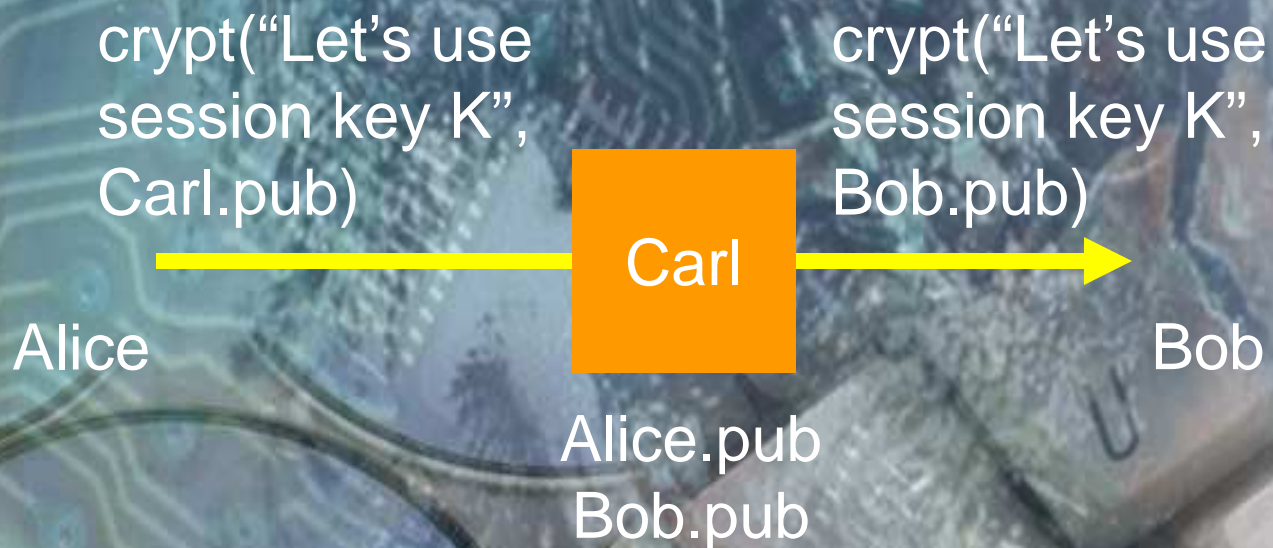 crypt(“Let’s use
session key K”,
Carl.pub)
crypt(“Let’s use
session key K”,
Bob.pub)
Carl
Alice
Bob
Alice.pub
Bob.pub